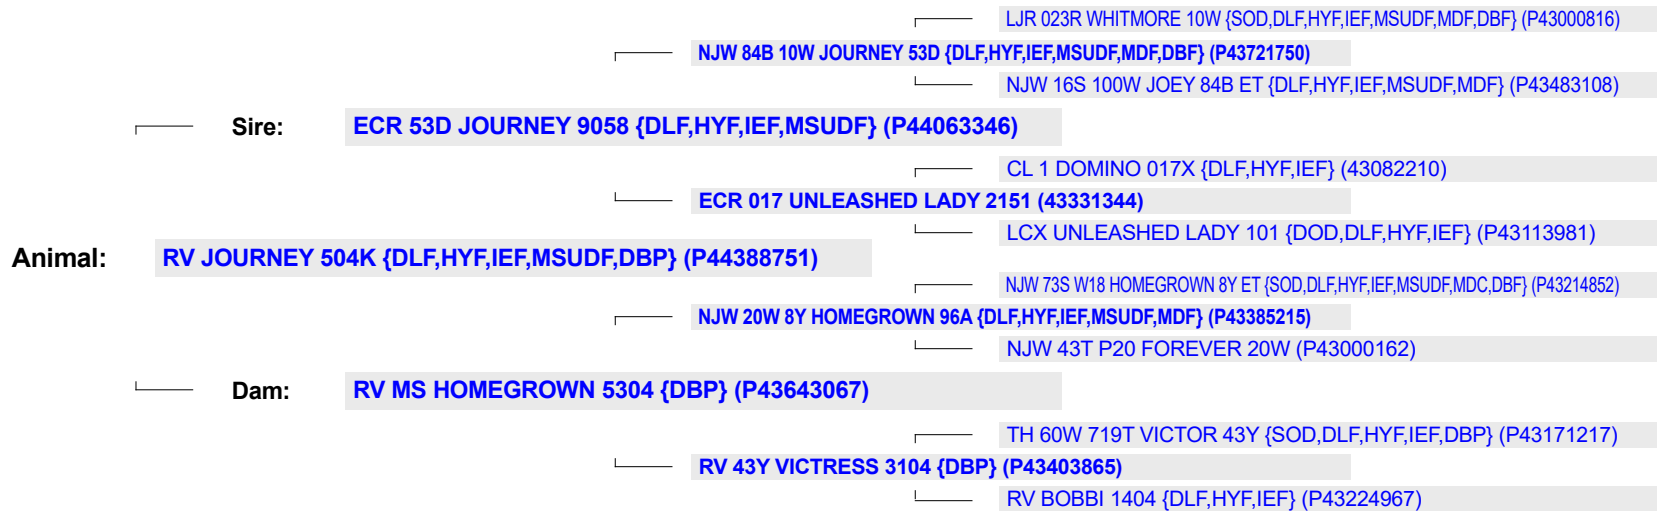 LJR 023R WHITMORE 10W {SOD,DLF,HYF,IEF,MSUDF,MDF,DBF} (P43000816)
NJW 84B 10W JOURNEY 53D {DLF,HYF,IEF,MSUDF,MDF,DBF} (P43721750)
NJW 16S 100W JOEY 84B ET {DLF,HYF,IEF,MSUDF,MDF} (P43483108)
Sire: ECR 53D JOURNEY 9058 {DLF,HYF,IEF,MSUDF} (P44063346)
CL 1 DOMINO 017X {DLF,HYF,IEF} (43082210)
ECR 017 UNLEASHED LADY 2151 (43331344)
LCX UNLEASHED LADY 101 {DOD,DLF,HYF,IEF} (P43113981)
Animal: RV JOURNEY 504K {DLF,HYF,IEF,MSUDF,DBP} (P44388751)
NJW 73S W18 HOMEGROWN 8Y ET {SOD,DLF,HYF,IEF,MSUDF,MDC,DBF} (P43214852)
NJW 20W 8Y HOMEGROWN 96A {DLF,HYF,IEF,MSUDF,MDF} (P43385215)
NJW 43T P20 FOREVER 20W (P43000162)
Dam: RV MS HOMEGROWN 5304 {DBP} (P43643067)
TH 60W 719T VICTOR 43Y {SOD,DLF,HYF,IEF,DBP} (P43171217)
RV 43Y VICTRESS 3104 {DBP} (P43403865)
RV BOBBI 1404 {DLF,HYF,IEF} (P43224967)